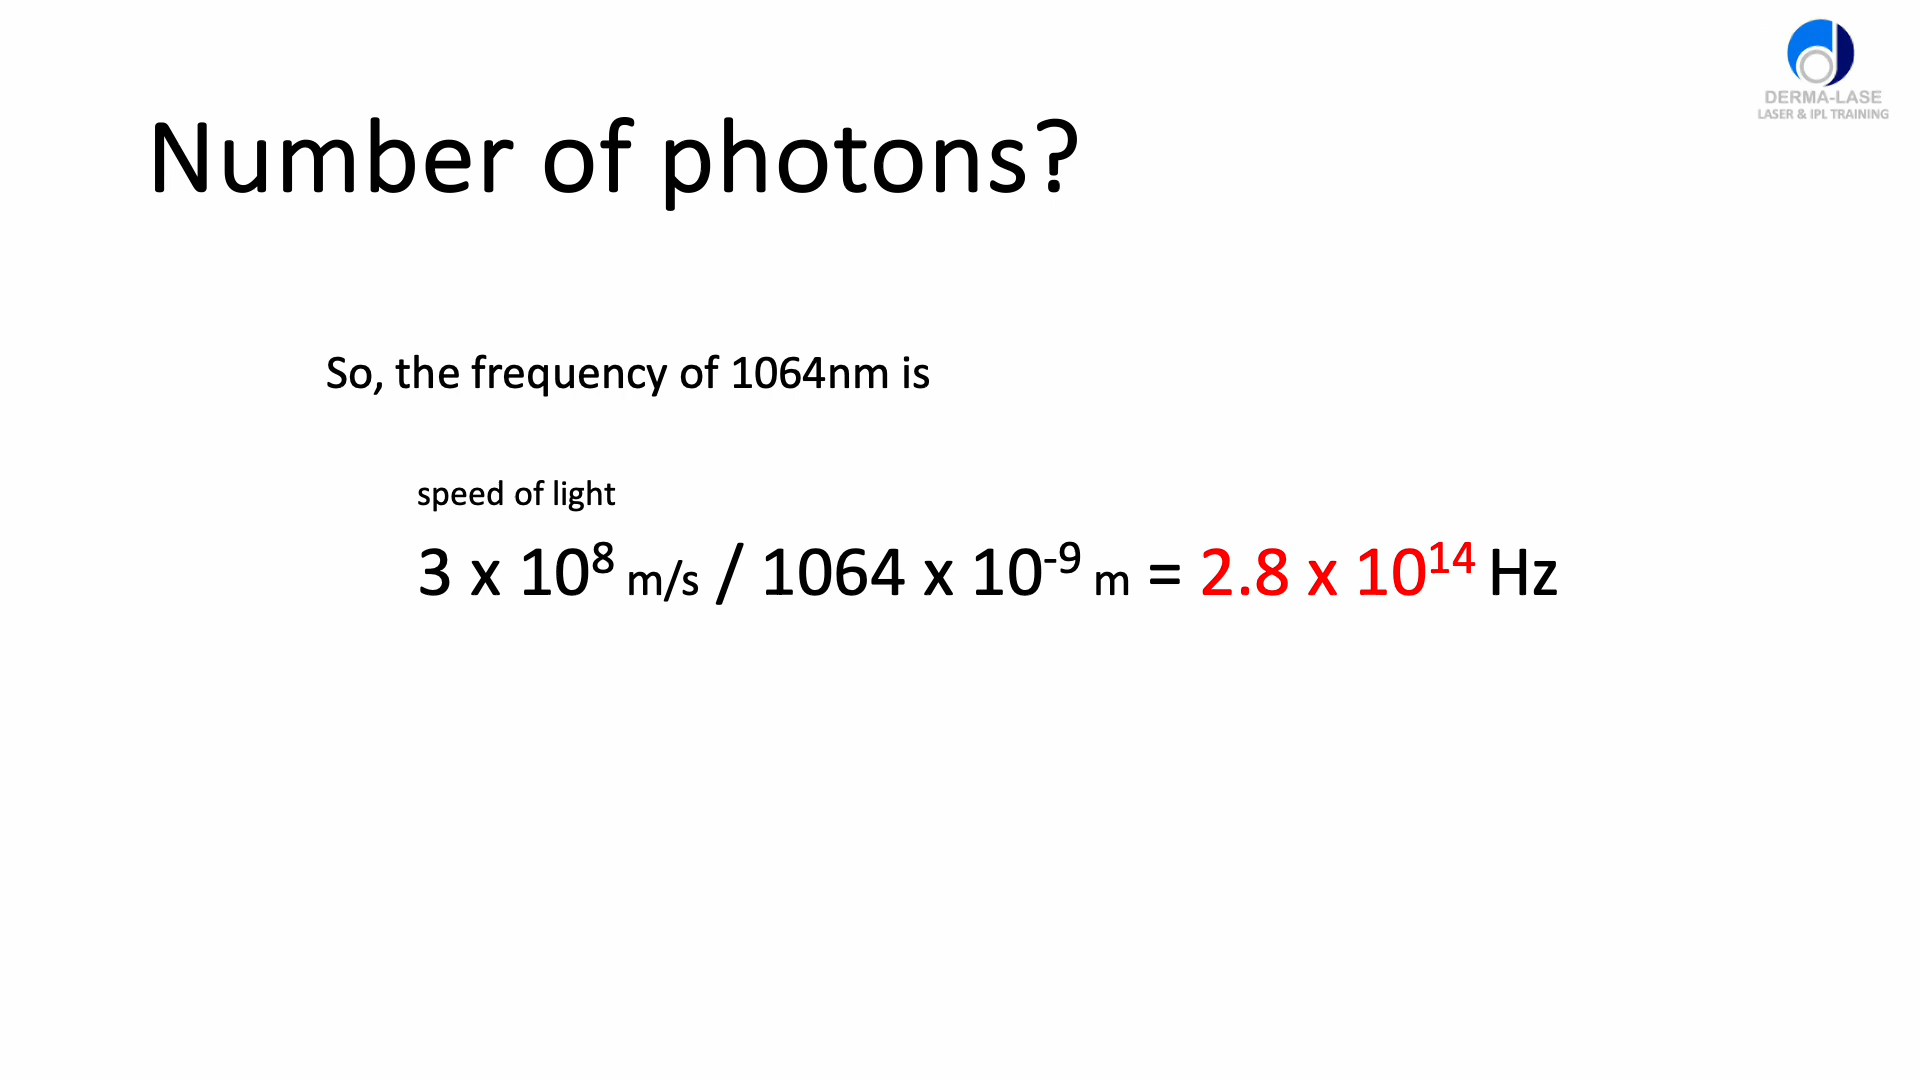 DERMA-LASE
LASER & IPL TRAINING
Number of photons?
So, the frequency of 1064nm is
speed of light
3 x 10⁸ m/s / 1064 x 10⁻⁹ m = 2.8 x 10¹⁴ Hz